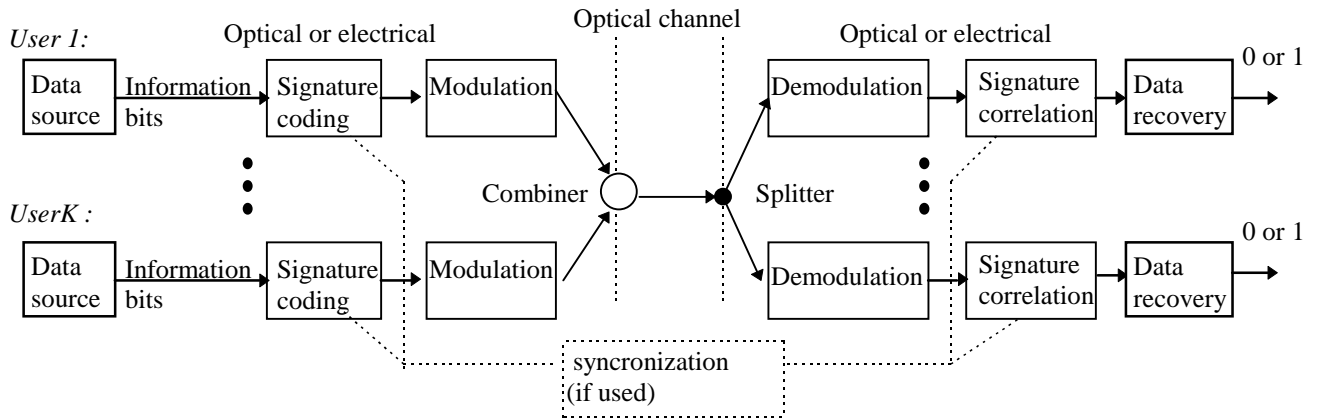 Optical channel
User 1:
Optical or electrical
Optical or electrical
0 or 1
Data
source
Information
bits
Signature
coding
Modulation
Demodulation
Signature
correlation
Data
recovery
Combiner
Splitter
UserK :
0 or 1
Data
source
Information
bits
Signature
coding
Modulation
Demodulation
Signature
correlation
Data
recovery
syncronization
(if used)